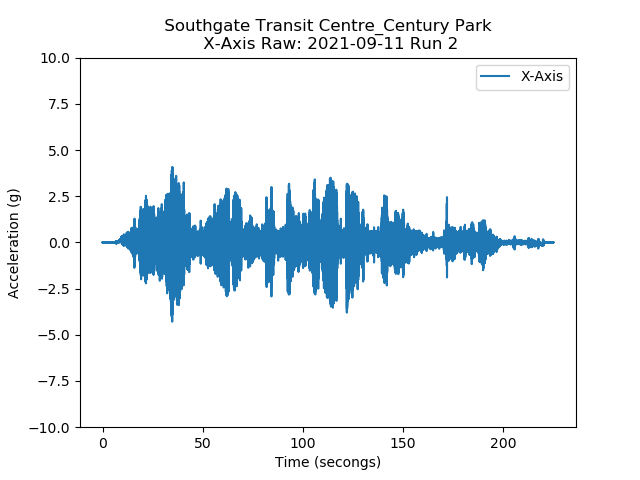 Southgate Transit Centre_Century Park
X-Axis Raw: 2021-09-11 Run 2
X-Axis
10.0
7.5
5.0
2.5
0.0
−2.5
−5.0
−7.5
−10.0
Acceleration (g)
0 50 100 150 200
Time (secongs)